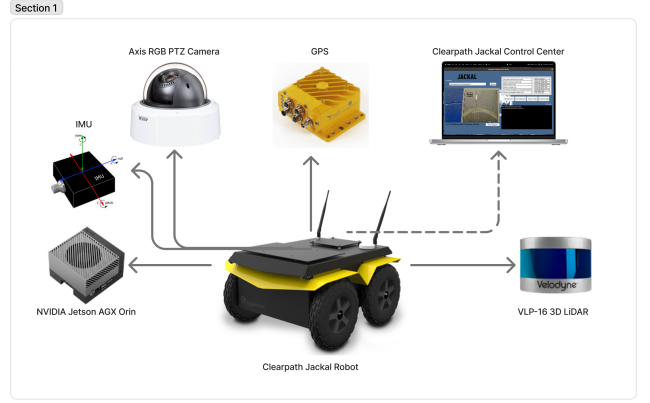 Section 1
Axis RGB PTZ Camera
GPS
Clearpath Jackal Control Center
JACKAL
IMU
IMU
NVIDIA Jetson AGX Orin
Velodyne
VLP-16 3D LiDAR
Clearpath Jackal Robot